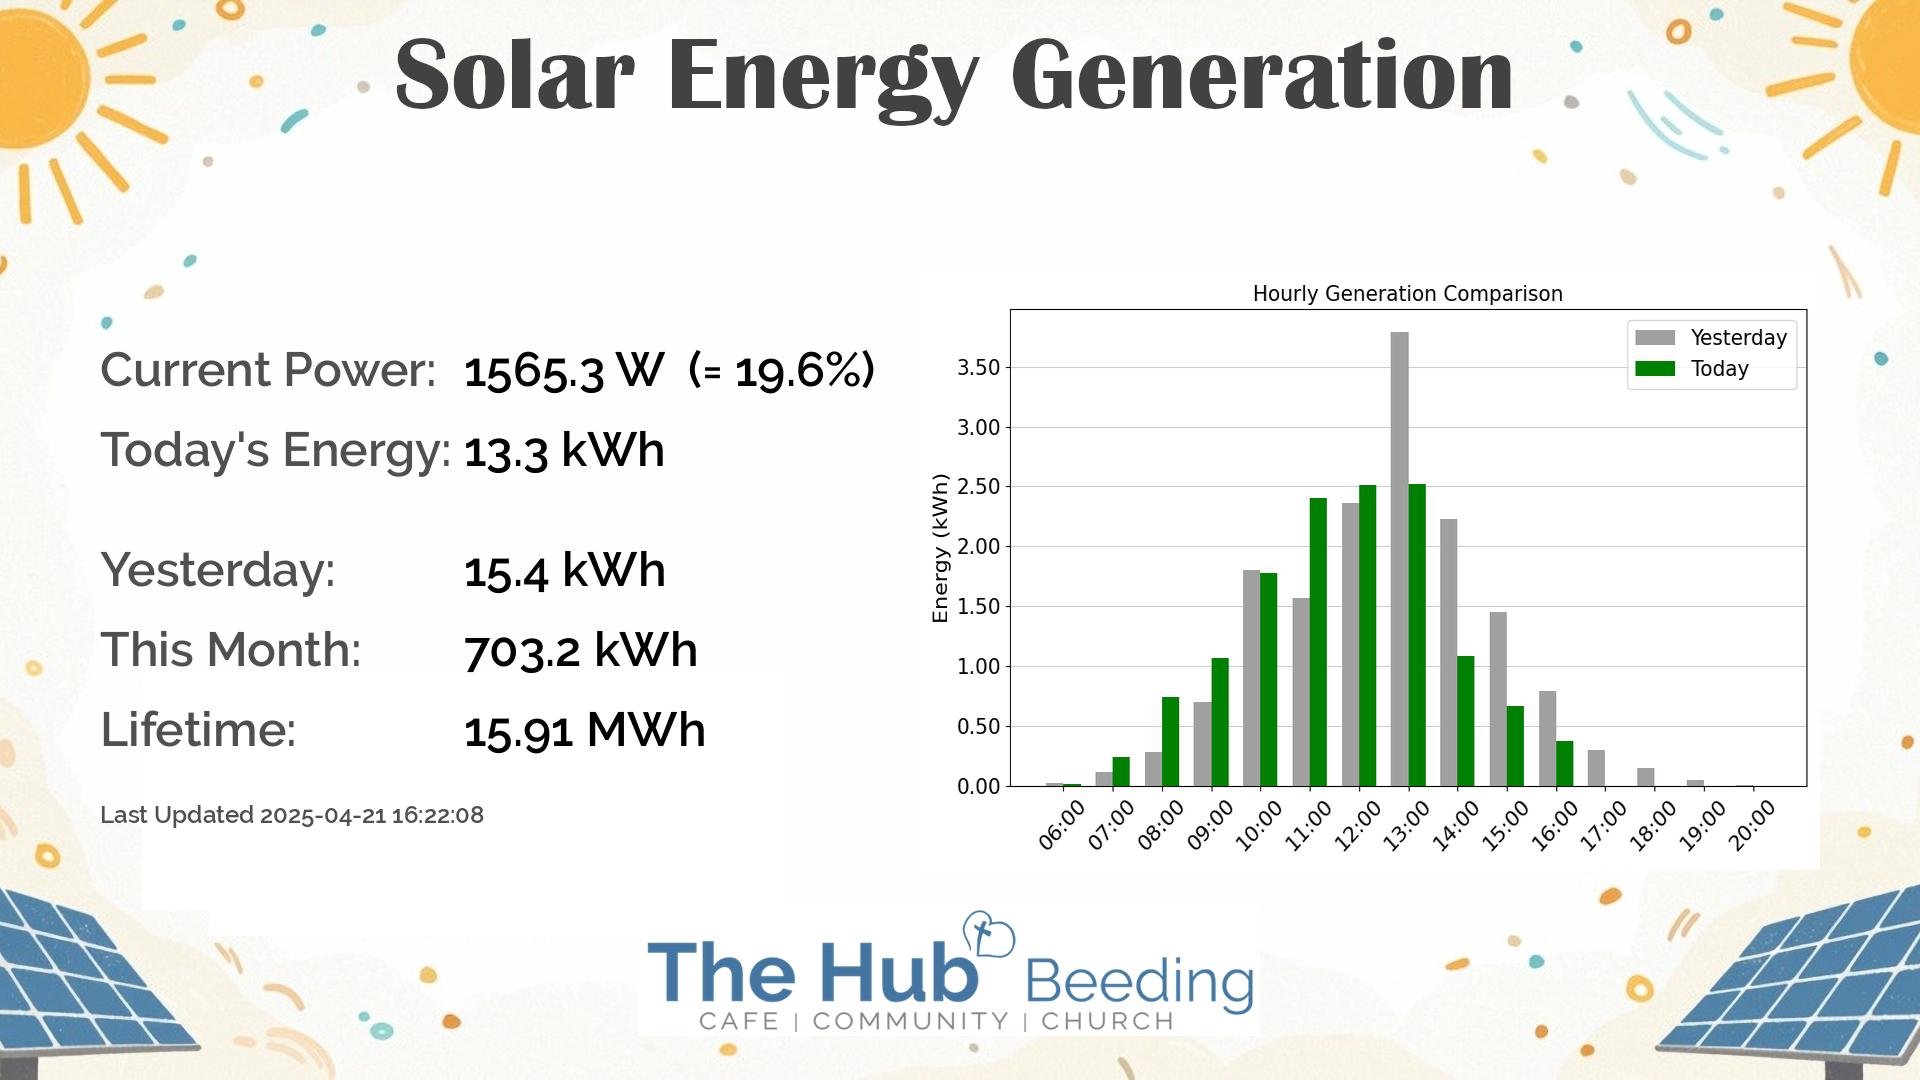 Solar Energy Generation
Current Power: 1565.3 W (= 19.6%)
Today's Energy: 13.3 kWh
Yesterday: 15.4 kWh
This Month: 703.2 kWh
Lifetime: 15.91 MWh
Last Updated 2025-04-21 16:22:08
Hourly Generation Comparison
Yesterday
Today
Energy (kWh)
3.50
3.00
2.50
2.00
1.50
1.00
0.50
0.00
06:00 07:00 08:00 09:00 10:00 11:00 12:00 13:00 14:00 15:00 16:00 17:00 18:00 19:00 20:00
The Hub Beeding
CAFE | COMMUNITY | CHURCH